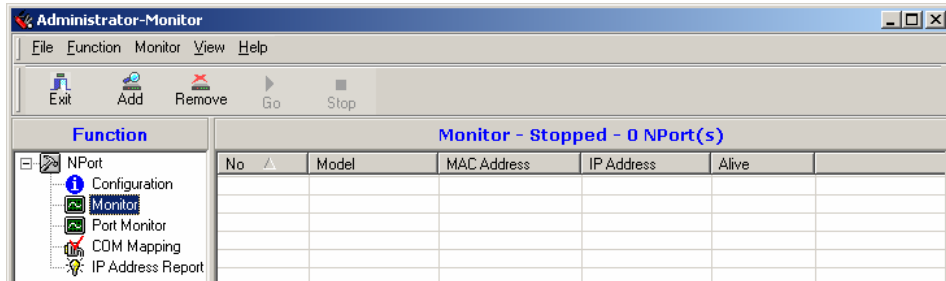 Administrator-Monitor
File Function Monitor View Help
Exit Add Remove Go Stop
Function
Monitor - Stopped - 0 NPort(s)
NPort
Configuration
Monitor
Port Monitor
COM Mapping
IP Address Report
No Model MAC Address IP Address Alive